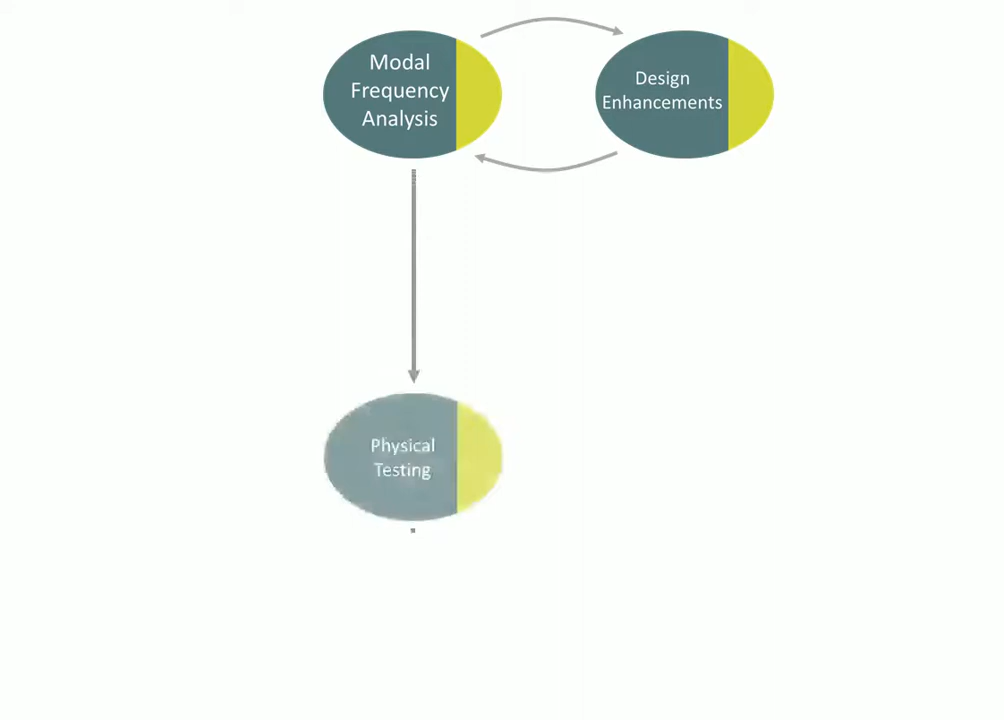 Modal
Frequency
Analysis
Design
Enhancements
Physical
Testing